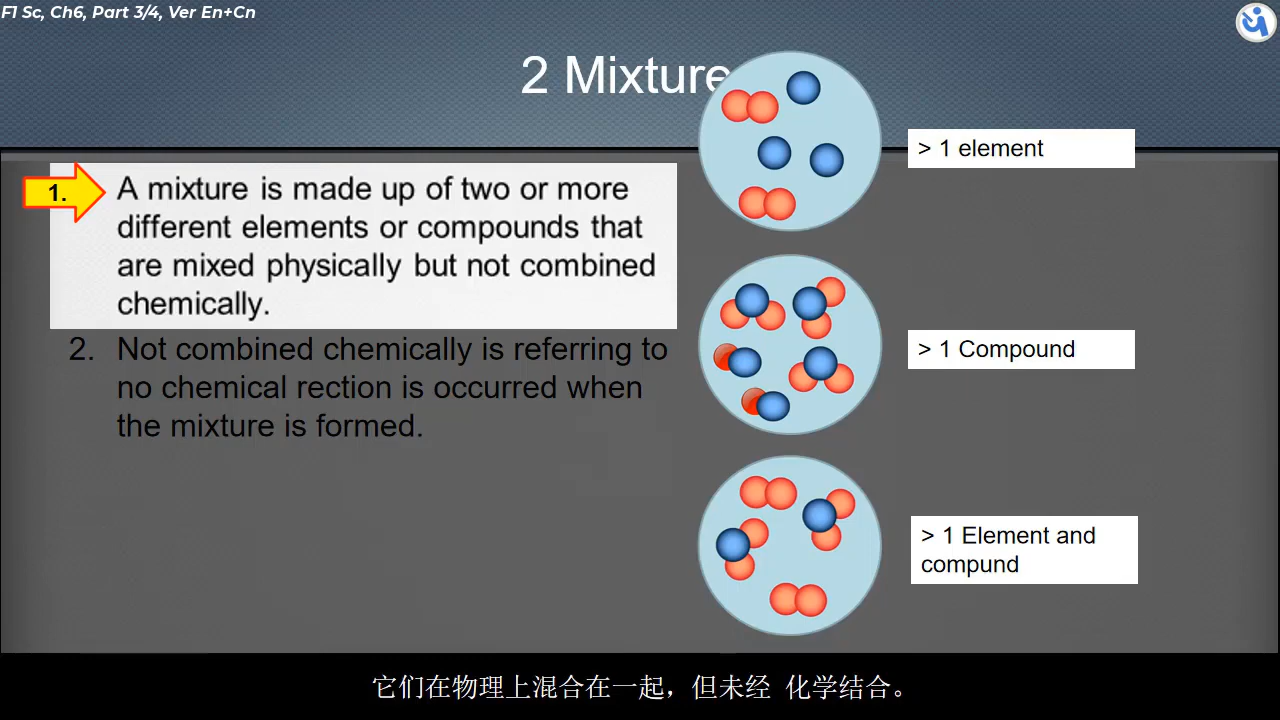 F1 Sc, Ch6, Part 3/4, Ver En+Cn
2 Mixture
1.
A mixture is made up of two or more
different elements or compounds that
are mixed physically but not combined
chemically.
2. Not combined chemically is referring to
no chemical rection is occurred when
the mixture is formed.
> 1 element
> 1 Compound
> 1 Element and
compund
它们在物理上混合在一起，但未经 化学结合。